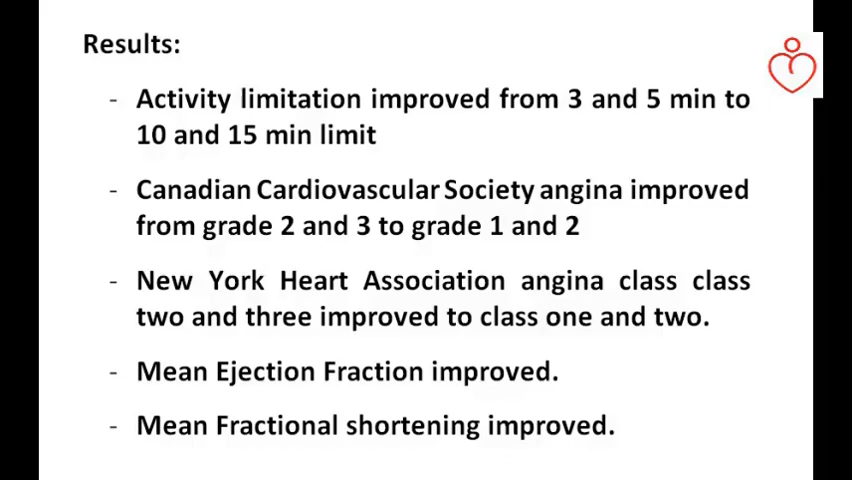 Results:
- Activity limitation improved from 3 and 5 min to
10 and 15 min limit
- Canadian Cardiovascular Society angina improved
from grade 2 and 3 to grade 1 and 2
- New York Heart Association angina class class
two and three improved to class one and two.
- Mean Ejection Fraction improved.
- Mean Fractional shortening improved.